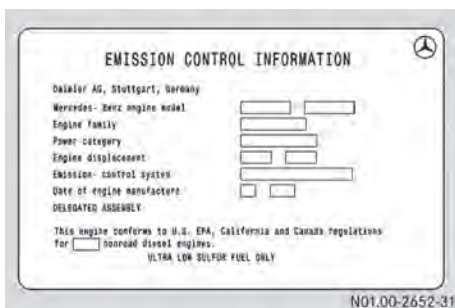 EMISSION CONTROL INFORMATION
Daimler AG, Stuttgart, Germany
Mercedes- Benz engine model
Engine family
Power category
Engine displacement
Emission- control system
Date of engine manufacture
DELEGATED ASSEMBLY
This engine conforms to U.S. EPA, California and Canada regulations
for nonroad diesel engines.
ULTRA LOW SULFUR FUEL ONLY
N01.00-2652-31